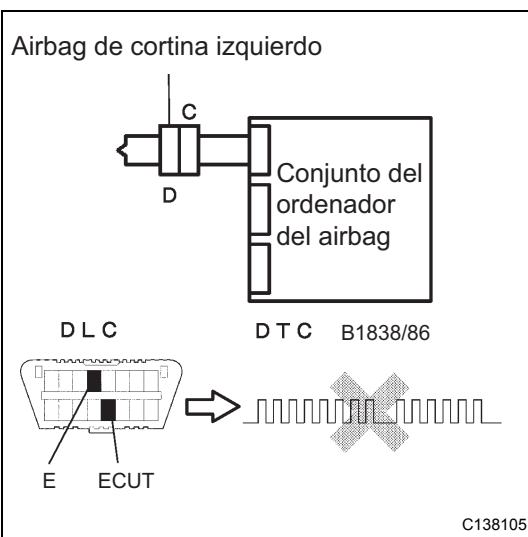 Airbag de cortina izquierdo
C
D
Conjunto del
ordenador
del airbag
DLC
DTC B1838/86
E
ECUT
C138105